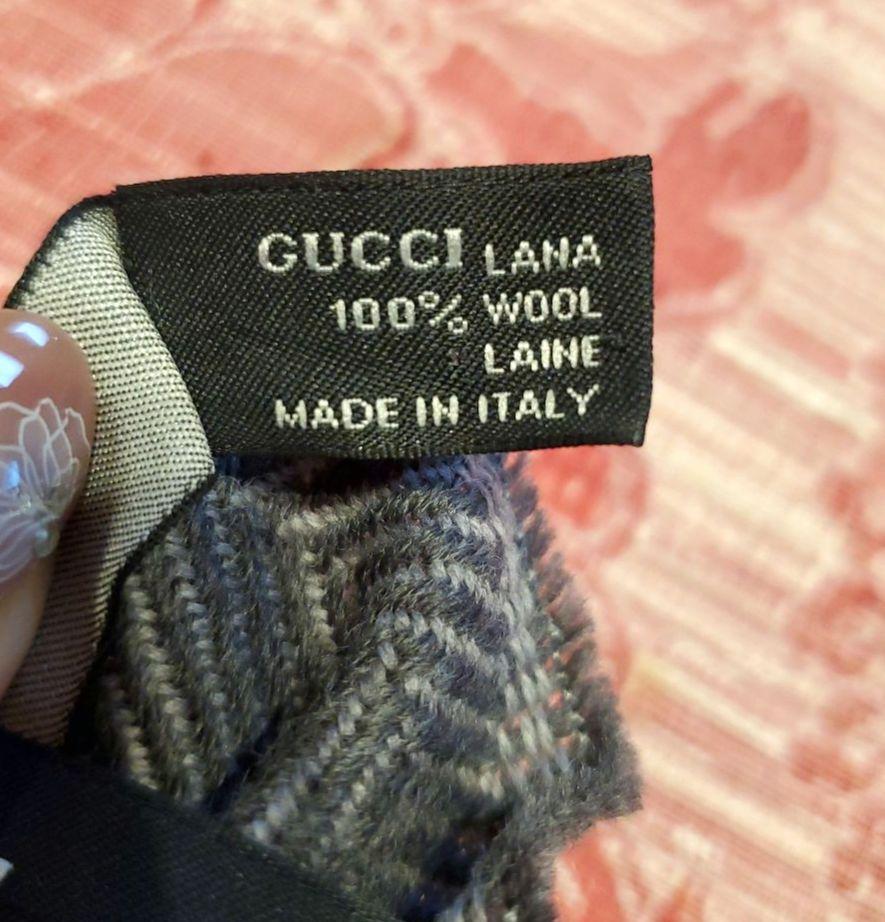 GUCCI LANA
100% WOOL
LAINE
MADE IN ITALY